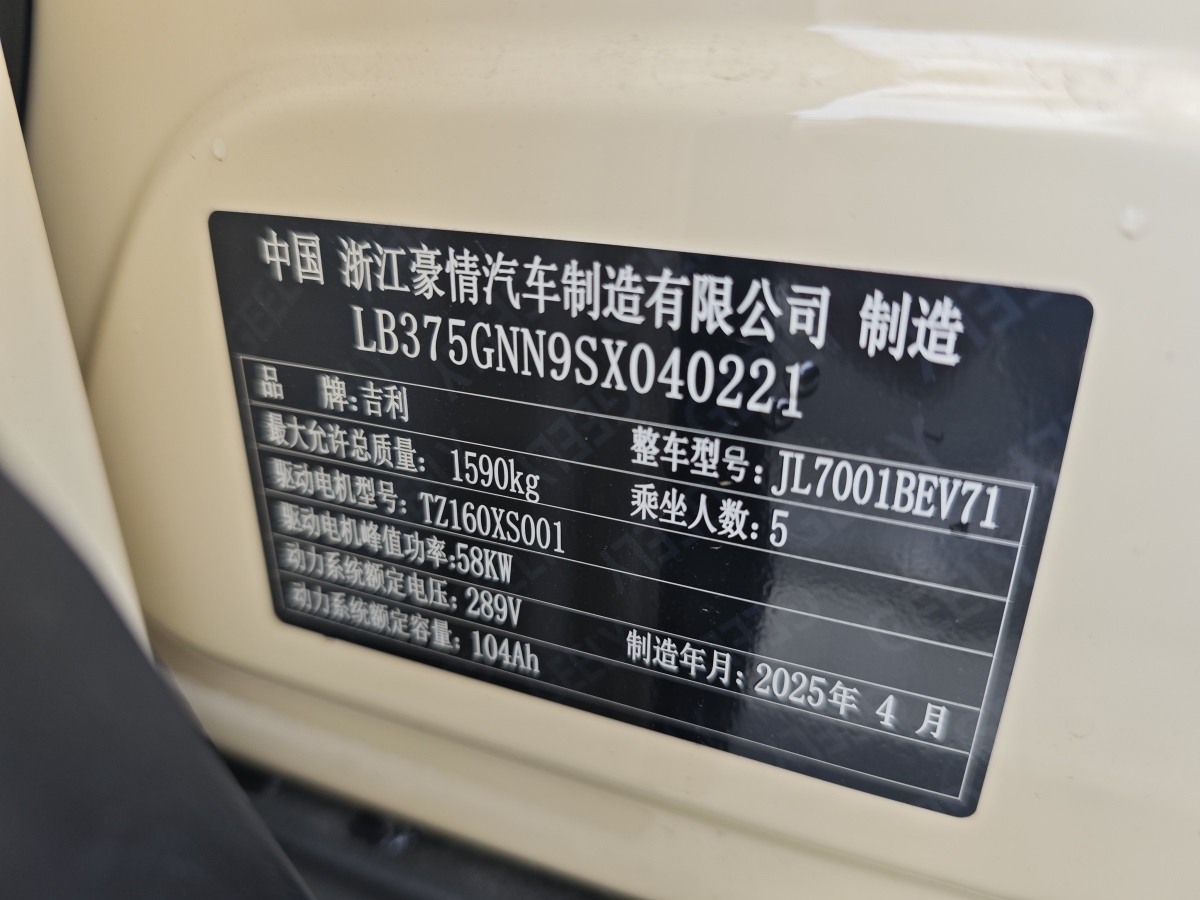 中国 浙江豪情汽车制造有限公司 制造
LB375GNN9SX040221
品 牌:吉利 整车型号:JL7001BEV71
最大允许总质量: 1590kg 乘坐人数:5
驱动电机型号: TZ160XS001
驱动电机峰值功率:58KW
动力系统额定电压: 289V 制造年月: 2025年 4 月
动力系统额定容量: 104Ah